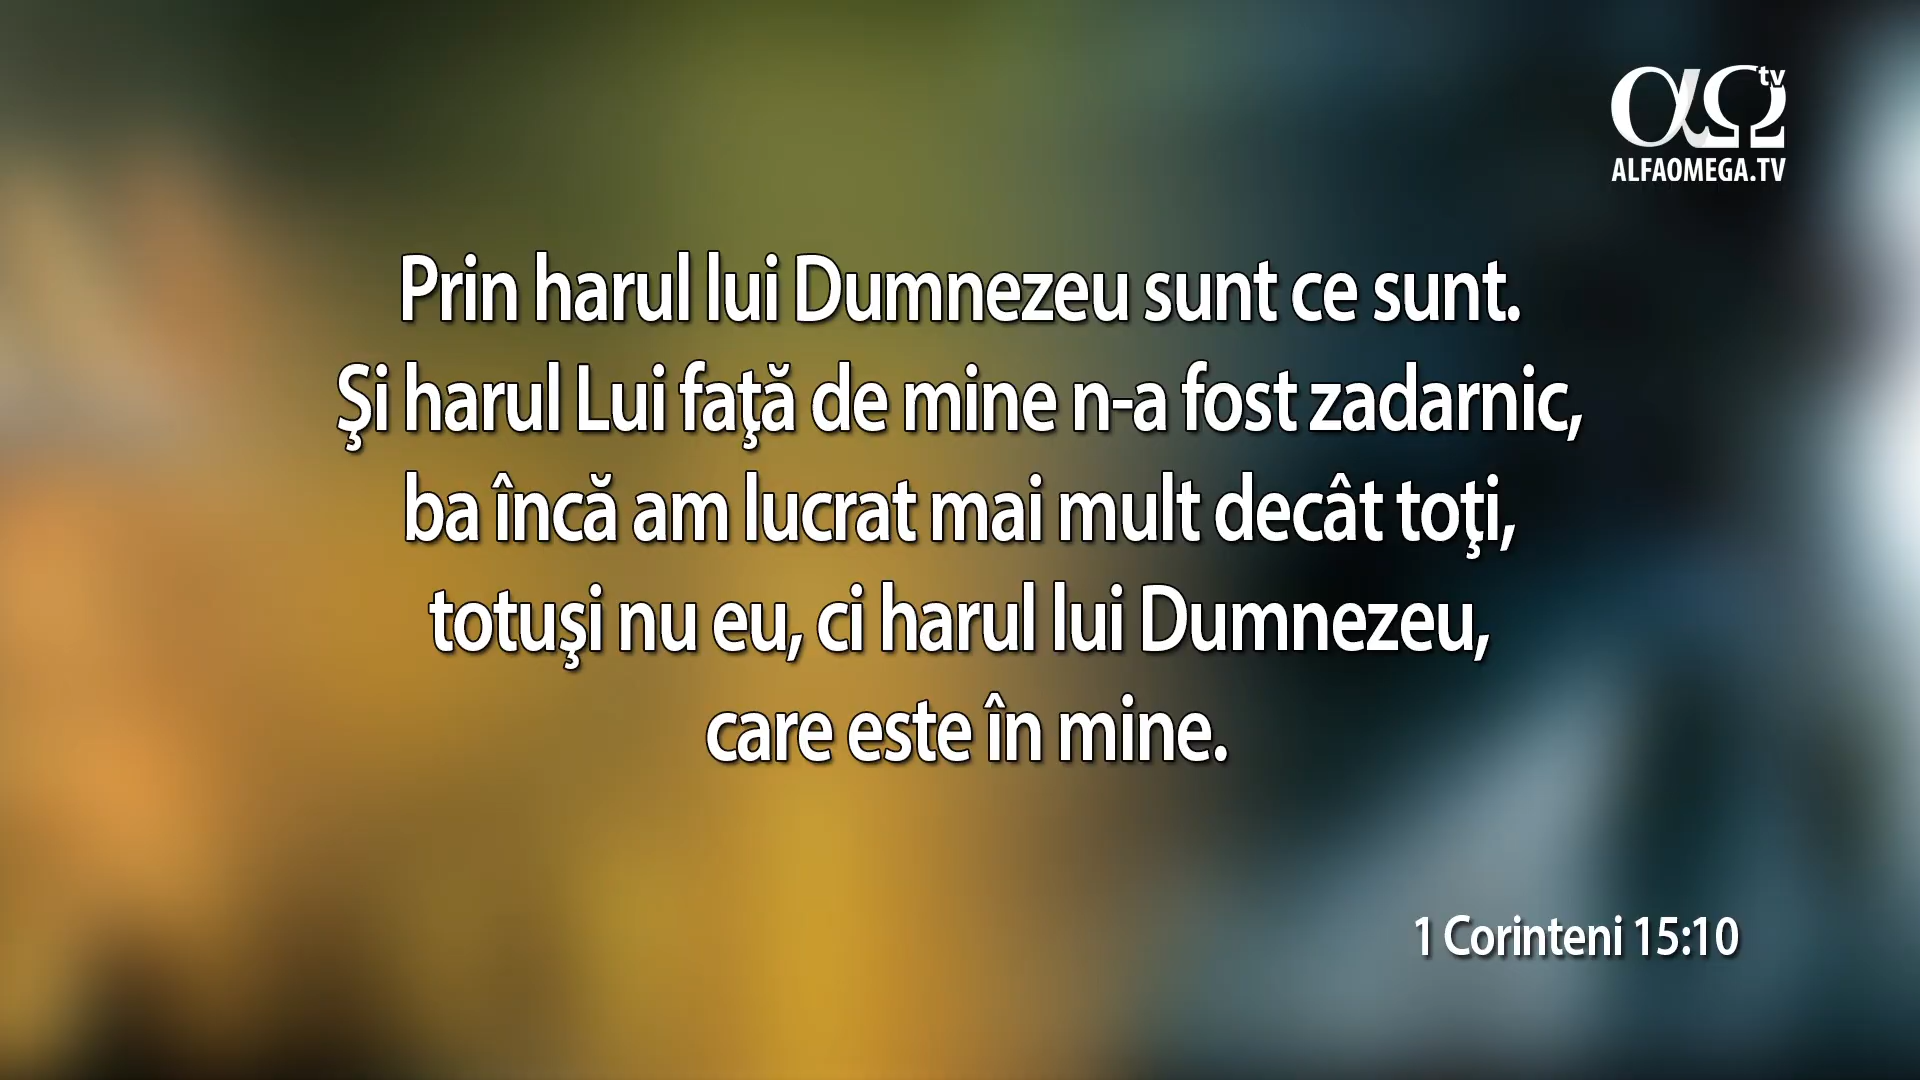 αΩ tv
ALFAOMEGA.TV
Prin harul lui Dumnezeu sunt ce sunt.
Şi harul Lui faţă de mine n-a fost zadarnic,
ba încă am lucrat mai mult decât toţi,
totuşi nu eu, ci harul lui Dumnezeu,
care este în mine.
1 Corinteni 15:10